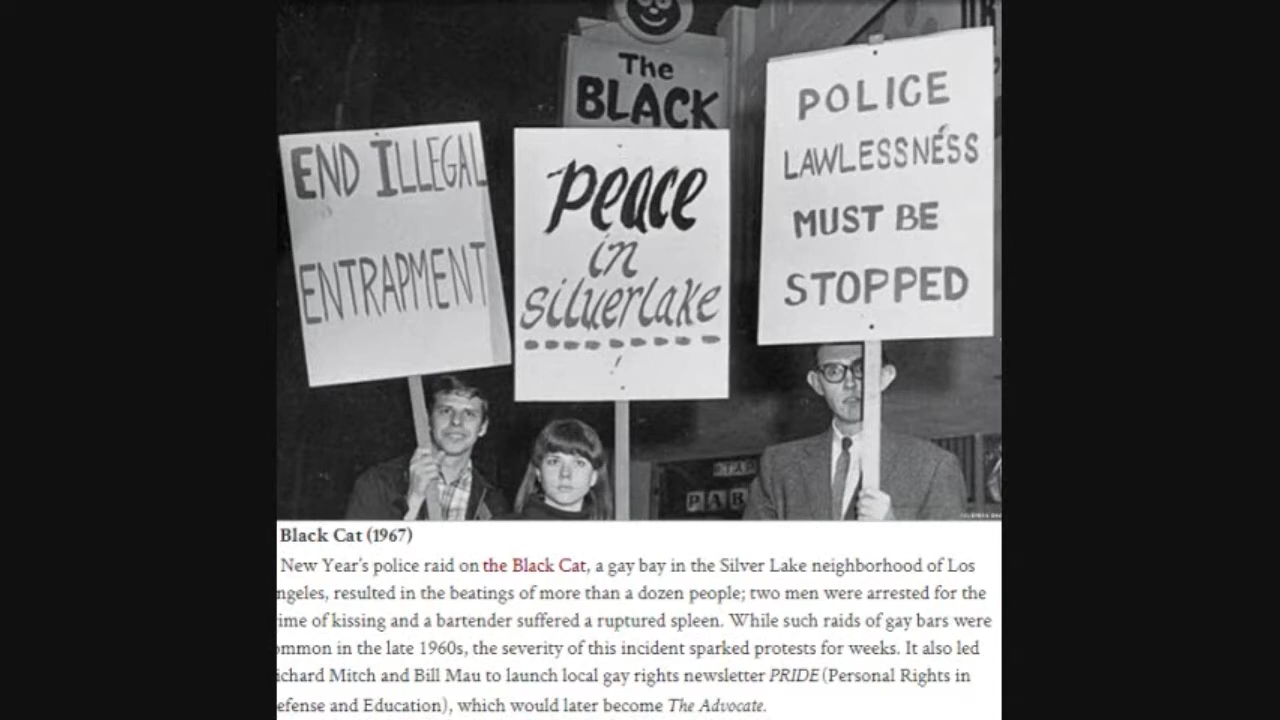 The
BLACK
END ILLEGAL
ENTRAPMENT
Peace
in
silverlake
!
POLICE
LAWLESSNESS
MUST BE
STOPPED
PAB
Black Cat (1967)
New Year's police raid on the Black Cat, a gay bay in the Silver Lake neighborhood of Los
ngeles, resulted in the beatings of more than a dozen people; two men were arrested for the
ime of kissing and a bartender suffered a ruptured spleen. While such raids of gay bars were
ommon in the late 1960s, the severity of this incident sparked protests for weeks. It also led
ichard Mitch and Bill Mau to launch local gay rights newsletter PRIDE (Personal Rights in
efense and Education), which would later become The Advocate.